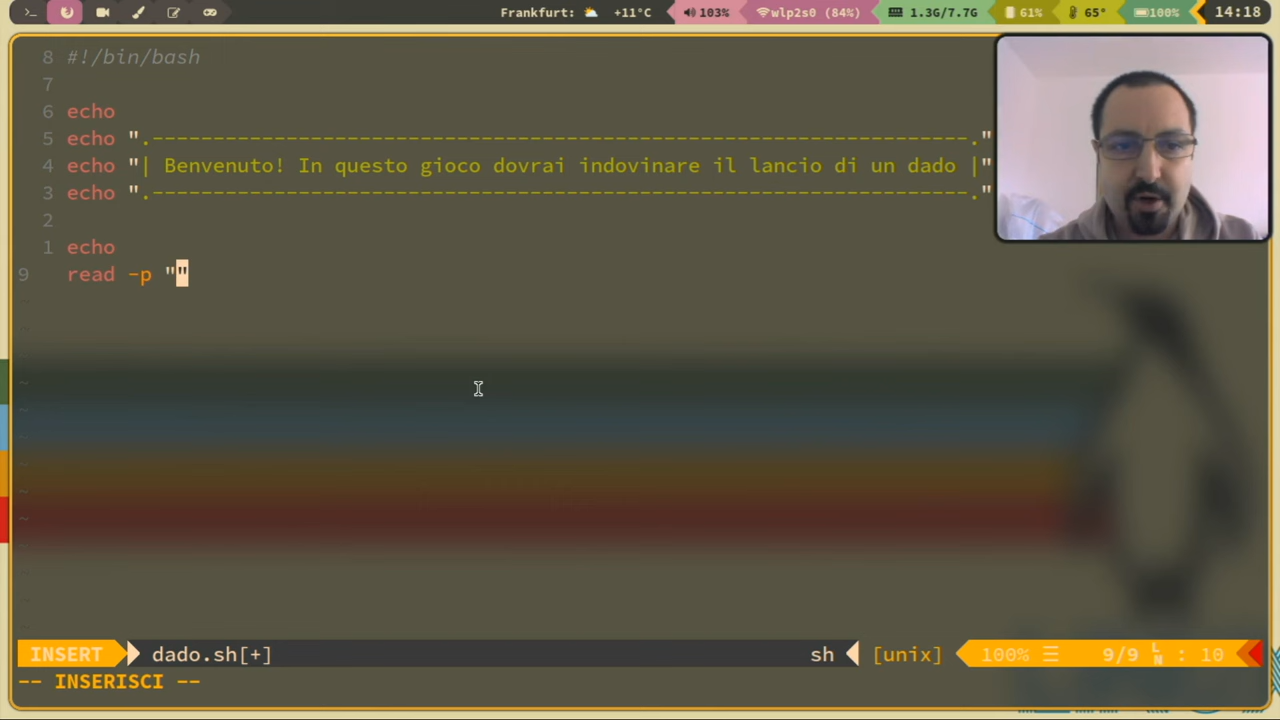 Frankfurt: +11°C 103% wlp2s0 (84%) 1.3G/7.7G 61% 65° 100% 14:18
8 #!/bin/bash
7
6 echo
5 echo ".-------------------------------------------------------------------."
4 echo "| Benvenuto! In questo gioco dovrai indovinare il lancio di un dado |"
3 echo ".-------------------------------------------------------------------."
2
1 echo
9 read -p ""
~
~
~
~
~
~
~
~
~
~
~
~
INSERT dado.sh[+] sh [unix] 100% ☰ 9/9 LN : 10
-- INSERISCI --